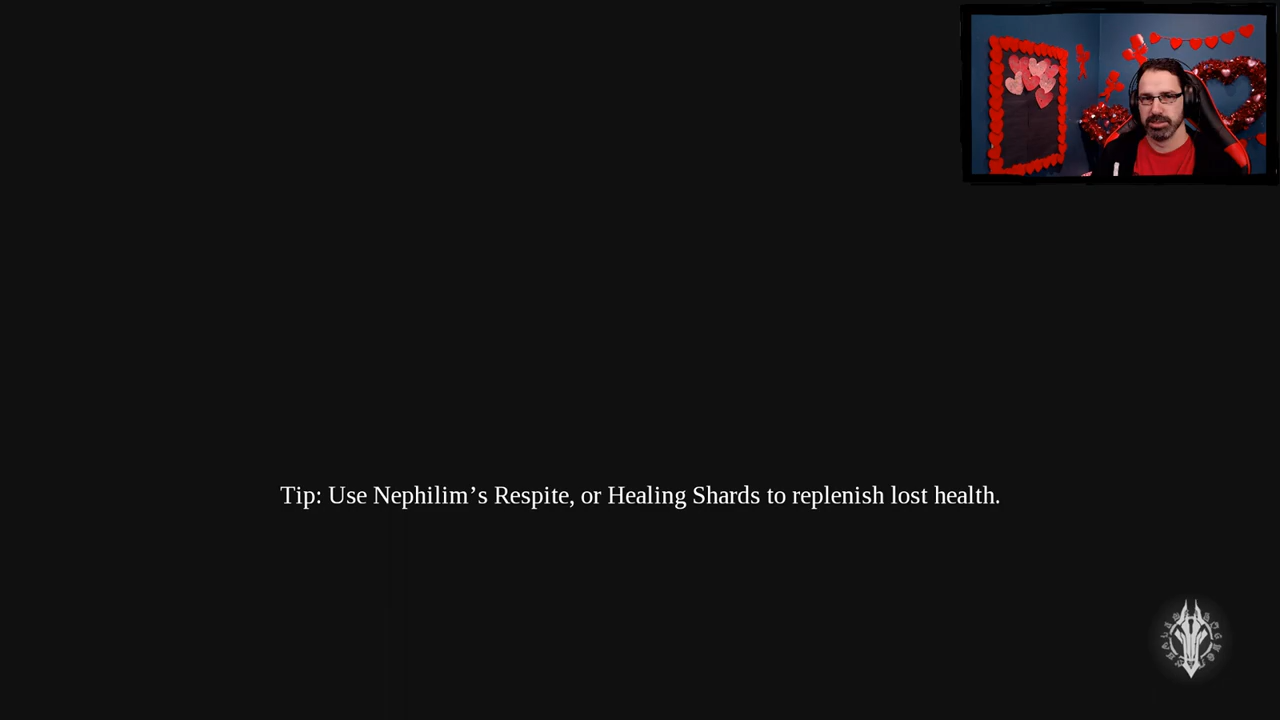 Tip: Use Nephilim’s Respite, or Healing Shards to replenish lost health.